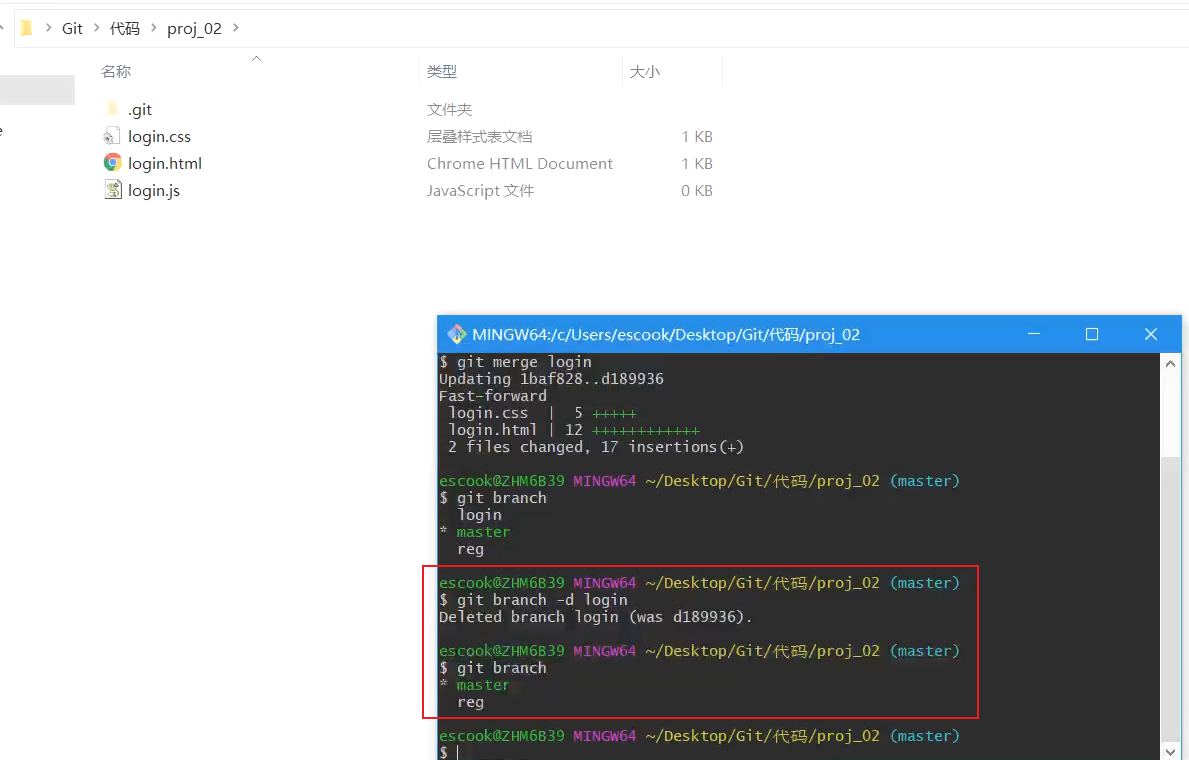 Git 代码 proj_02
名称 类型 大小
.git 文件夹
login.css 层叠样式表文档 1 KB
login.html Chrome HTML Document 1 KB
login.js JavaScript 文件 0 KB
MINGW64:/c/Users/escook/Desktop/Git/代码/proj_02
$ git merge login
Updating 1baf828..d189936
Fast-forward
login.css | 5 +++++
login.html | 12 ++++++++++++
2 files changed, 17 insertions(+)
escook@ZHM6B39 MINGW64 ~/Desktop/Git/代码/proj_02 (master)
$ git branch
login
* master
reg
escook@ZHM6B39 MINGW64 ~/Desktop/Git/代码/proj_02 (master)
$ git branch -d login
Deleted branch login (was d189936).
escook@ZHM6B39 MINGW64 ~/Desktop/Git/代码/proj_02 (master)
$ git branch
* master
reg
escook@ZHM6B39 MINGW64 ~/Desktop/Git/代码/proj_02 (master)
$